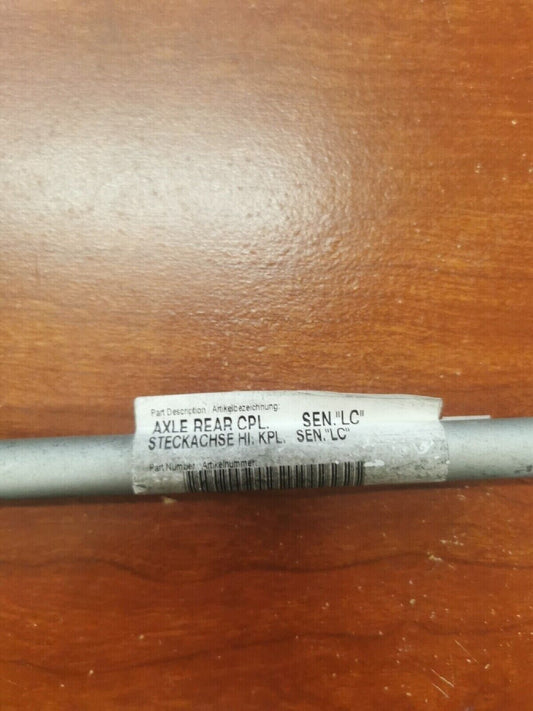 Part Description Artikelbezeichnung:
AXLE REAR CPL. SEN."LC"
STECKACHSE HI. KPL. SEN."LC"
Part Number Artikelnummer: